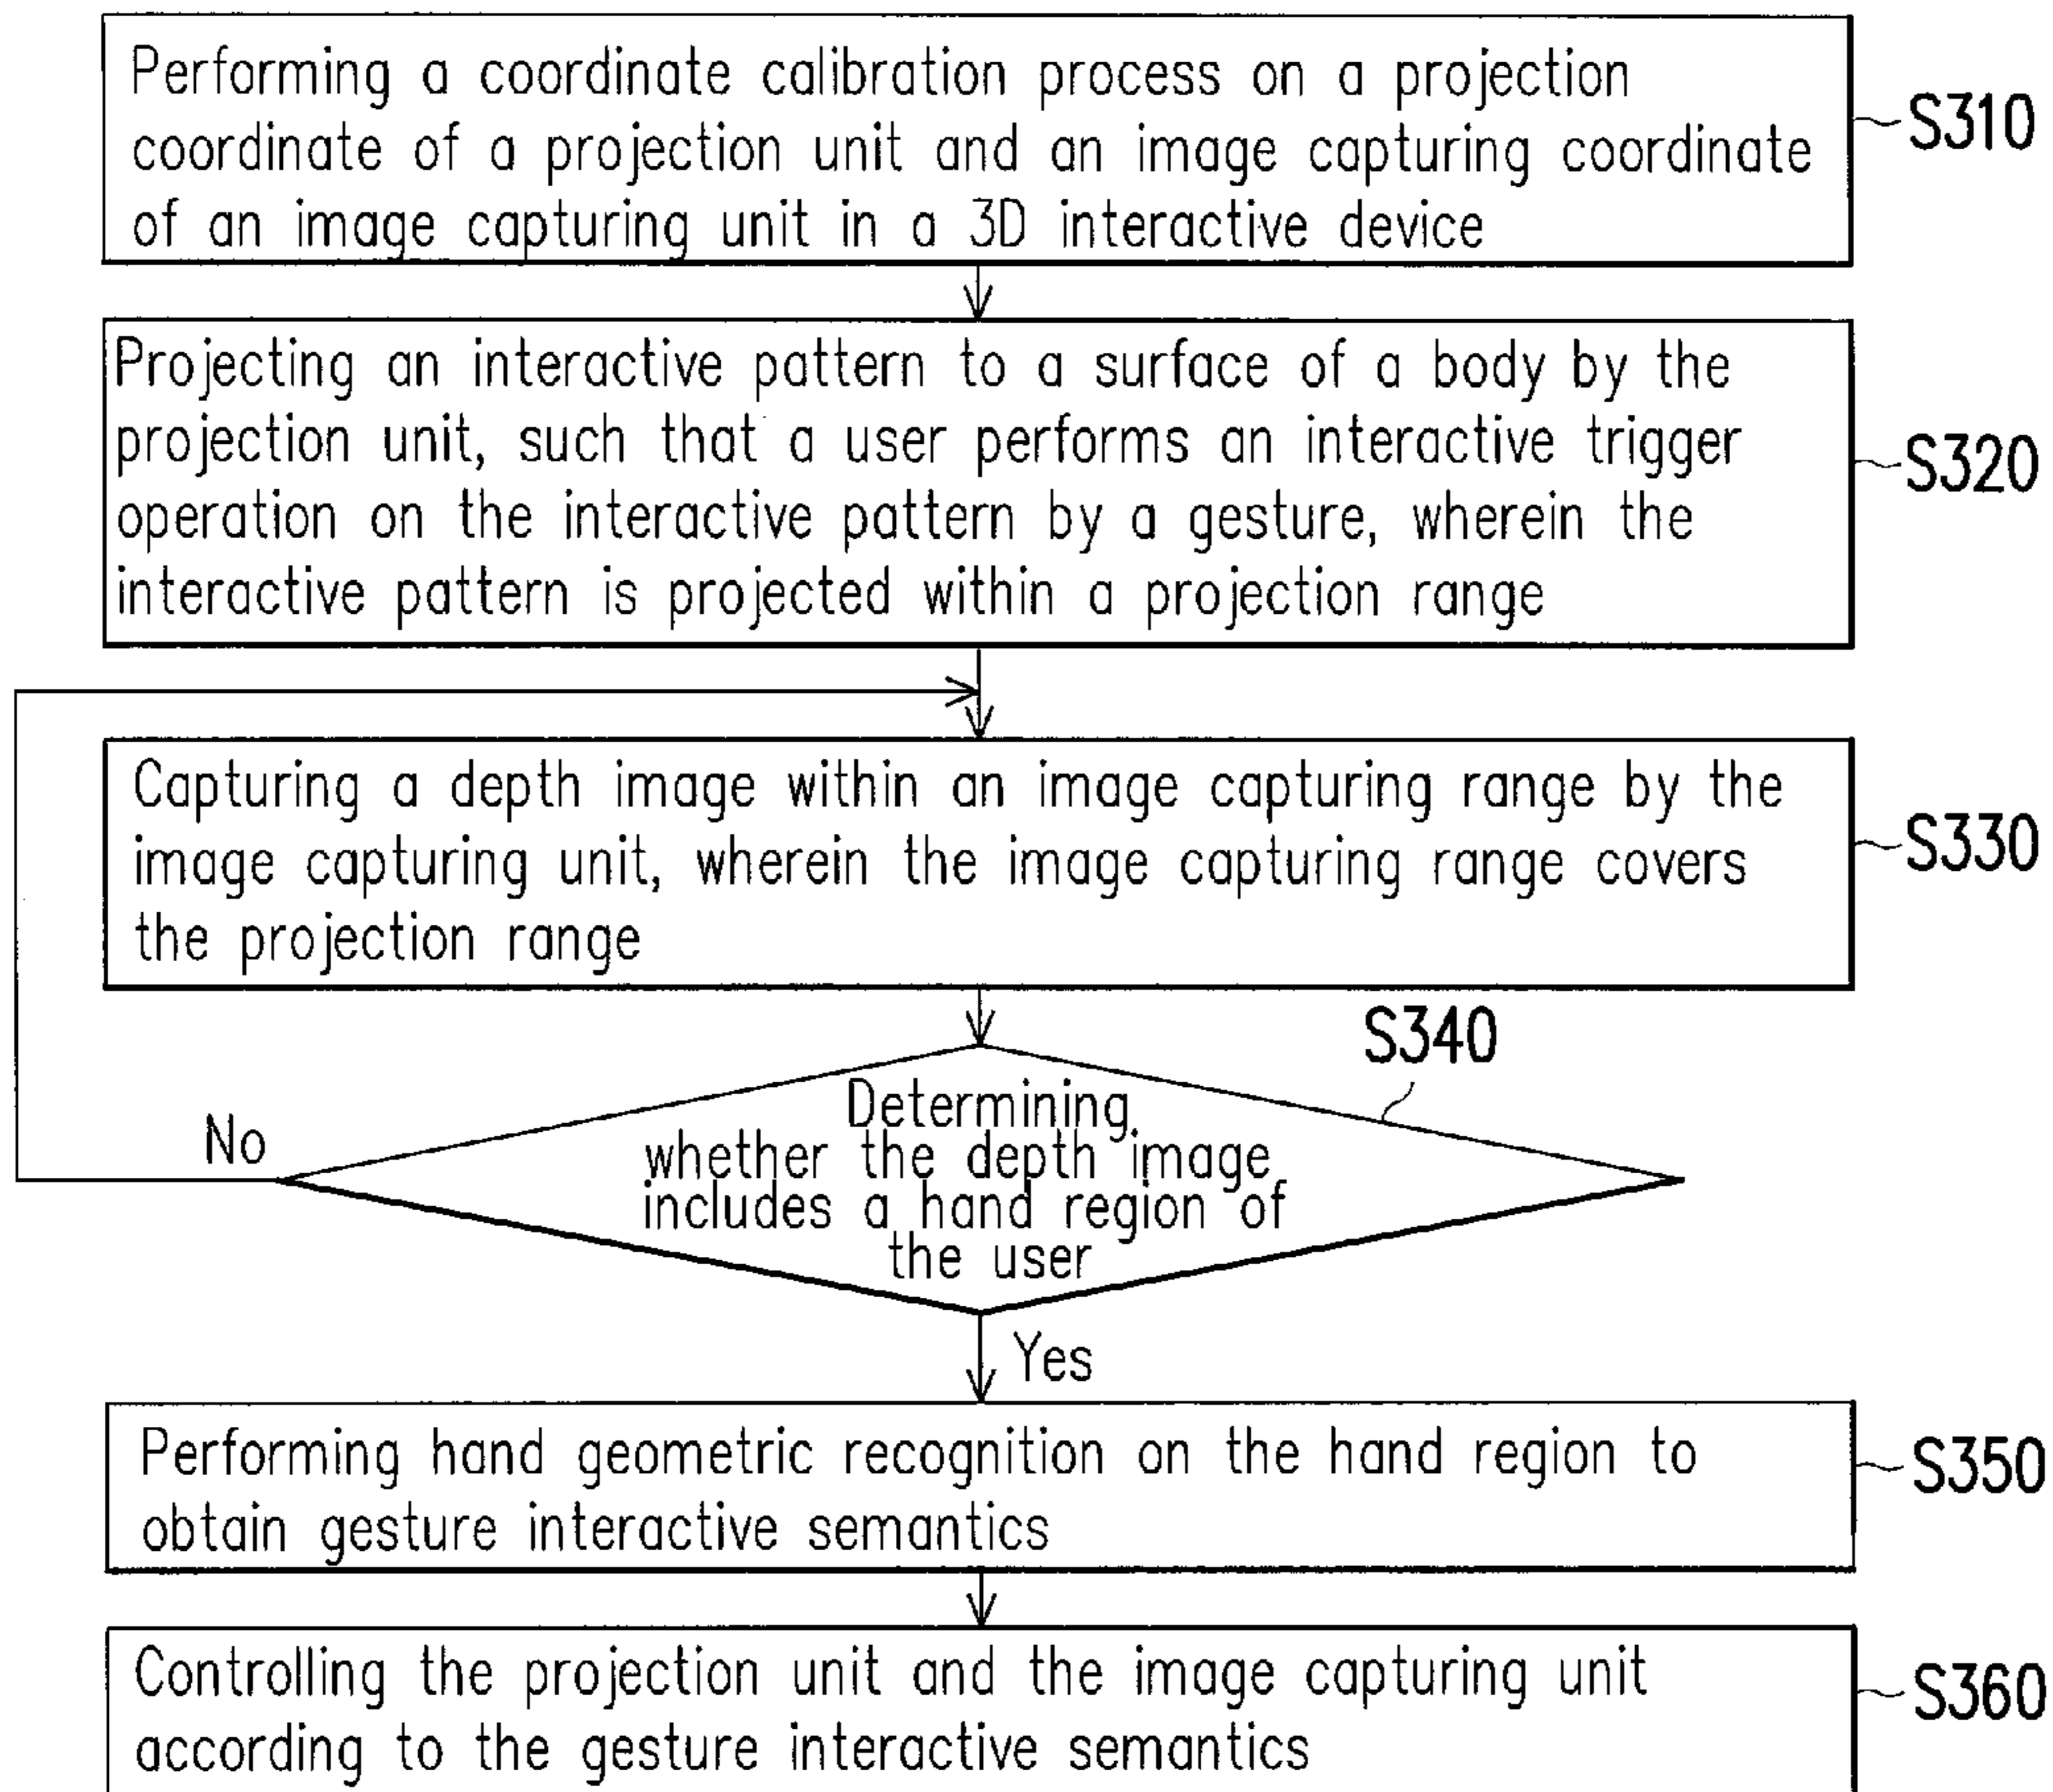 Performing a coordinate calibration process on a projection
coordinate of a projection unit and an image capturing coordinate
of an image capturing unit in a 3D interactive device
S310
Projecting an interactive pattern to a surface of a body by the
projection unit, such that a user performs an interactive trigger
operation on the interactive pattern by a gesture, wherein the
interactive pattern is projected within a projection range
S320
Capturing a depth image within an image capturing range by the
image capturing unit, wherein the image capturing range covers
the projection range
S330
S340
Determining
whether the depth image
includes a hand region of
the user
No
Yes
Performing hand geometric recognition on the hand region to
obtain gesture interactive semantics
S350
Controlling the projection unit and the image capturing unit
according to the gesture interactive semantics
S360